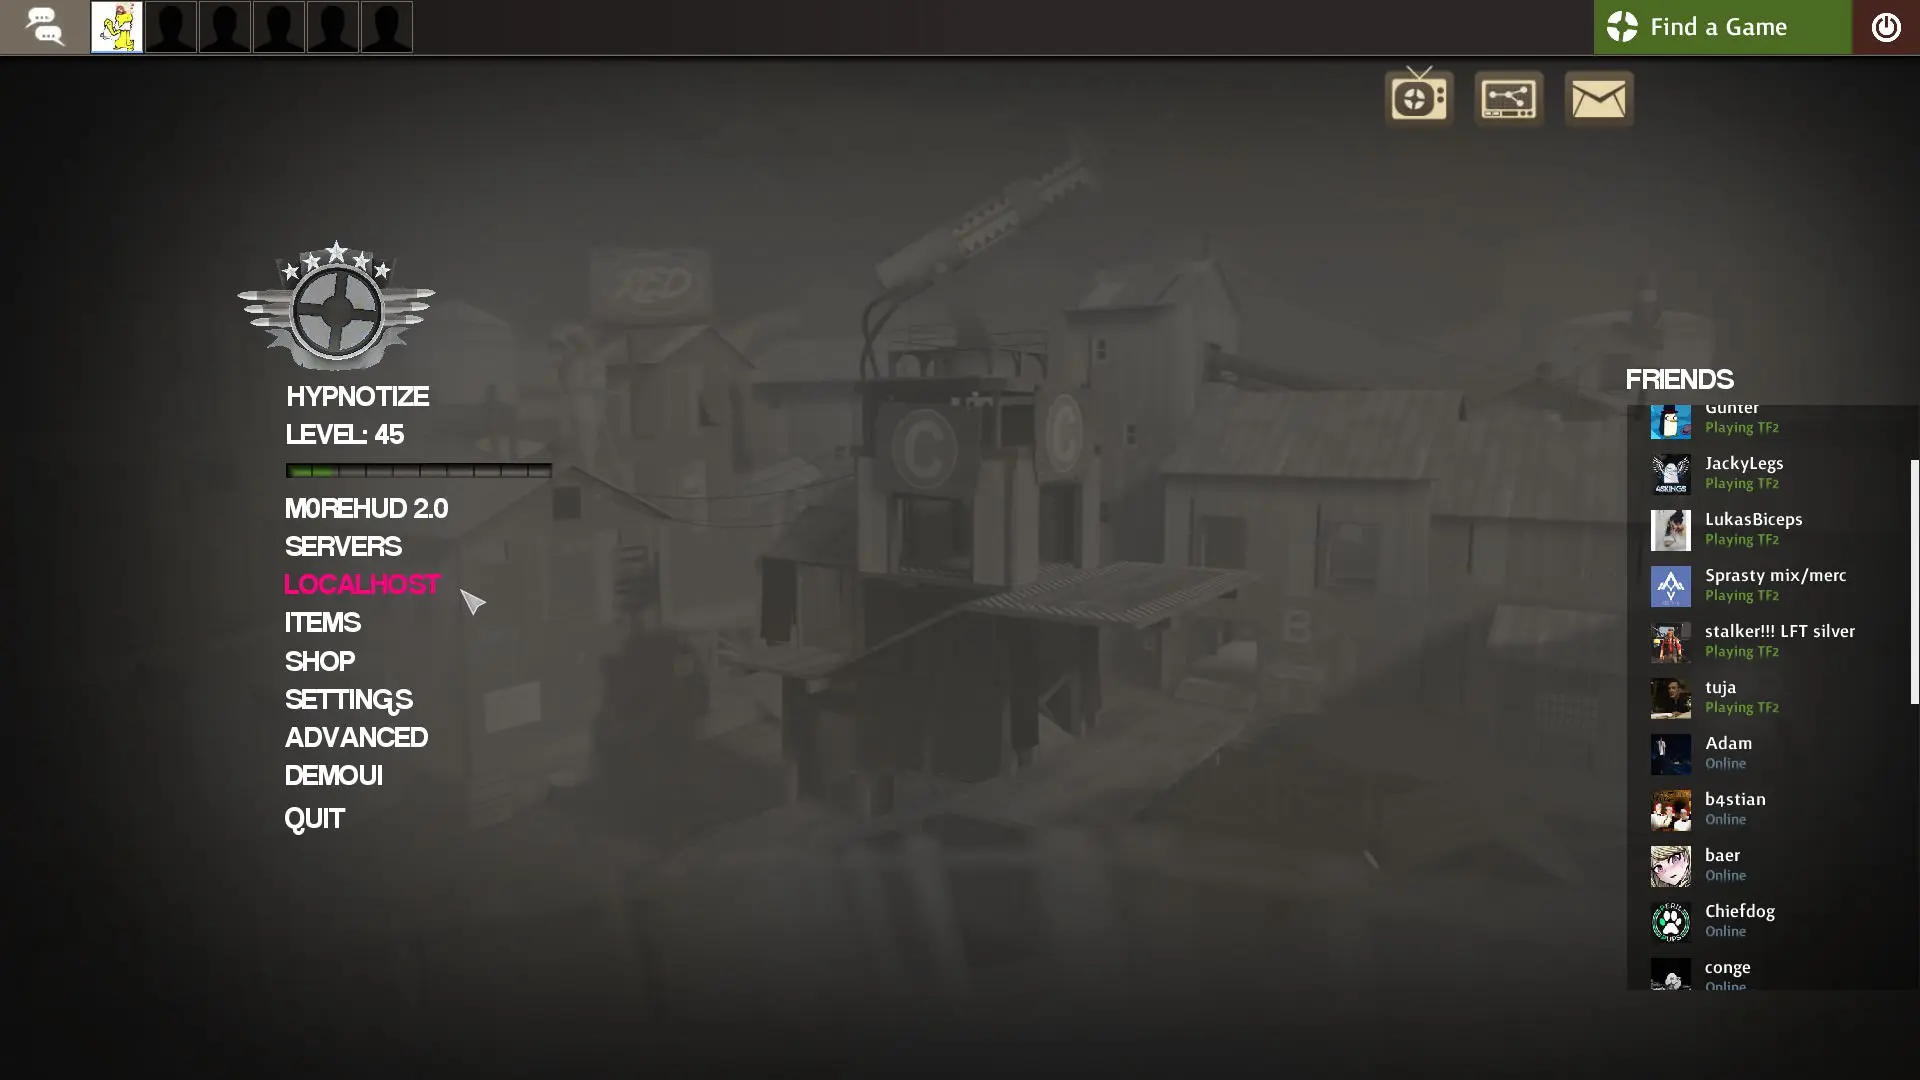 Find a Game
RED
C
C
B
HYPNOTIZE
LEVEL: 45
M0REHUD 2.0
SERVERS
LOCALHOST
ITEMS
SHOP
SETTINGS
ADVANCED
DEMOUI
QUIT
FRIENDS
Gunter
Playing TF2
JackyLegs
Playing TF2
LukasBiceps
Playing TF2
Sprasty mix/merc
Playing TF2
stalker!!! LFT silver
Playing TF2
tuja
Playing TF2
Adam
Online
b4stian
Online
baer
Online
Chiefdog
Online
conge
Online